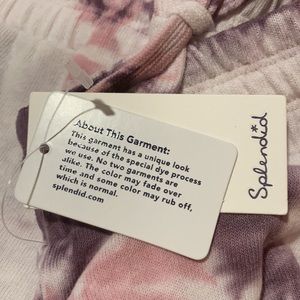 About This Garment:
This garment has a unique look
because of the special dye process
we use. No two garments are
alike. The color may fade over
time and some color may rub off,
which is normal.
splendid.com
Splendid